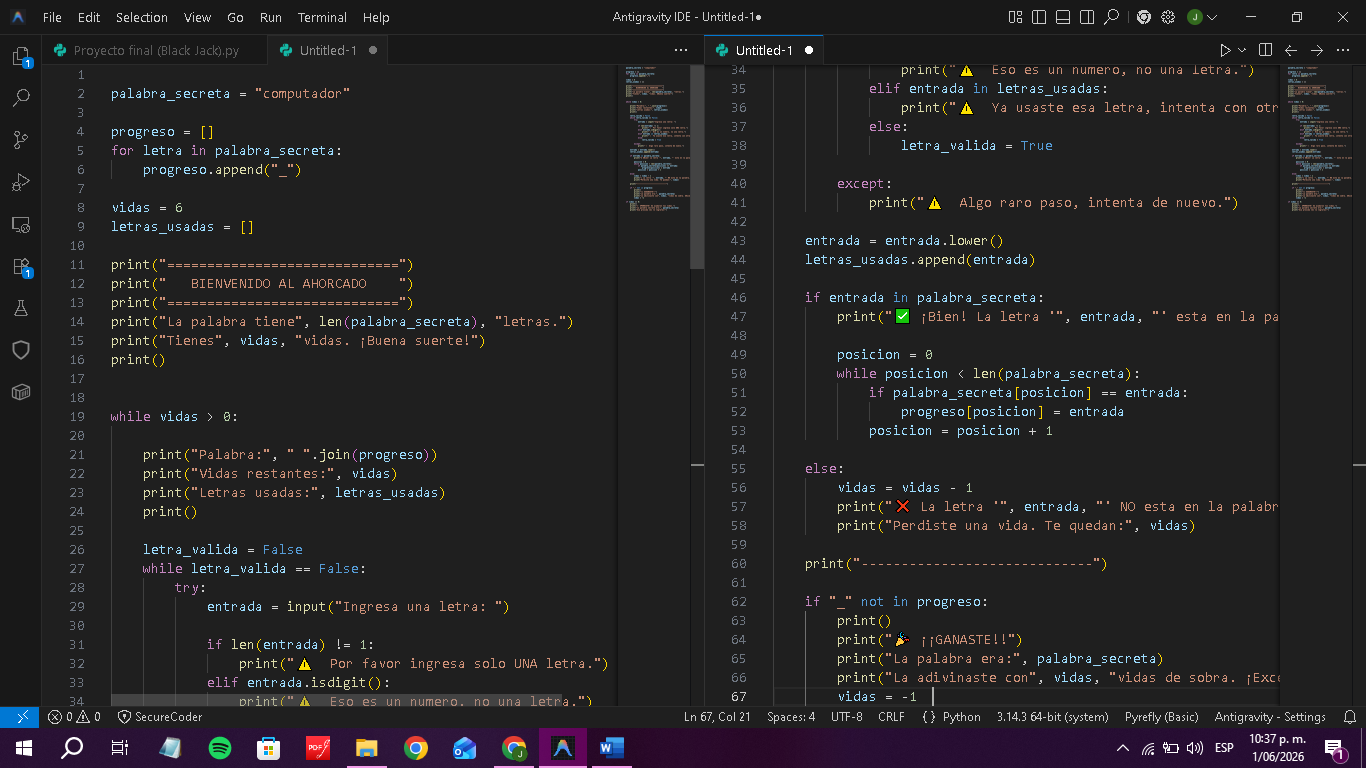 File Edit Selection View Go Run Terminal Help
Antigravity IDE - Untitled-1●
J
Proyecto final (Black Jack).py
Untitled-1
Untitled-1
1
2 palabra_secreta = "computador"
3
4 progreso = []
5 for letra in palabra_secreta:
6 progreso.append("_")
7
8 vidas = 6
9 letras_usadas = []
10
11 print("=============================")
12 print("   BIENVENIDO AL AHORCADO    ")
13 print("=============================")
14 print("La palabra tiene", len(palabra_secreta), "letras.")
15 print("Tienes", vidas, "vidas. ¡Buena suerte!")
16 print()
17
18
19 while vidas > 0:
20
21 print("Palabra:", " ".join(progreso))
22 print("Vidas restantes:", vidas)
23 print("Letras usadas:", letras_usadas)
24 print()
25
26 letra_valida = False
27 while letra_valida == False:
28 try:
29 entrada = input("Ingresa una letra: ")
30
31 if len(entrada) != 1:
32 print("⚠️  Por favor ingresa solo UNA letra.")
33 elif entrada.isdigit():
34 print("⚠️  Eso es un numero, no una letra.")
34 print("⚠️  Eso es un numero, no una letra.")
35 elif entrada in letras_usadas:
36 print("⚠️  Ya usaste esa letra, intenta con otr
37 else:
38 letra_valida = True
39
40 except:
41 print("⚠️  Algo raro paso, intenta de nuevo.")
42
43 entrada = entrada.lower()
44 letras_usadas.append(entrada)
45
46 if entrada in palabra_secreta:
47 print("✅ ¡Bien! La letra '", entrada, "' esta en la pa
48
49 posicion = 0
50 while posicion < len(palabra_secreta):
51 if palabra_secreta[posicion] == entrada:
52 progreso[posicion] = entrada
53 posicion = posicion + 1
54
55 else:
56 vidas = vidas - 1
57 print("❌ La letra '", entrada, "' NO esta en la palabr
58 print("Perdiste una vida. Te quedan:", vidas)
59
60 print("-----------------------------")
61
62 if "_" not in progreso:
63 print()
64 print("🎉 ¡¡GANASTE!!")
65 print("La palabra era:", palabra_secreta)
66 print("La adivinaste con", vidas, "vidas de sobra. ¡Exce
67 vidas = -1
1
1
0 0 SecureCoder
Ln 67, Col 21 Spaces: 4 UTF-8 CRLF {} Python 3.14.3 64-bit (system) Pyrefly (Basic) Antigravity - Settings
PDF
J
W
ESP
10:37 p. m.
1/06/2026
1